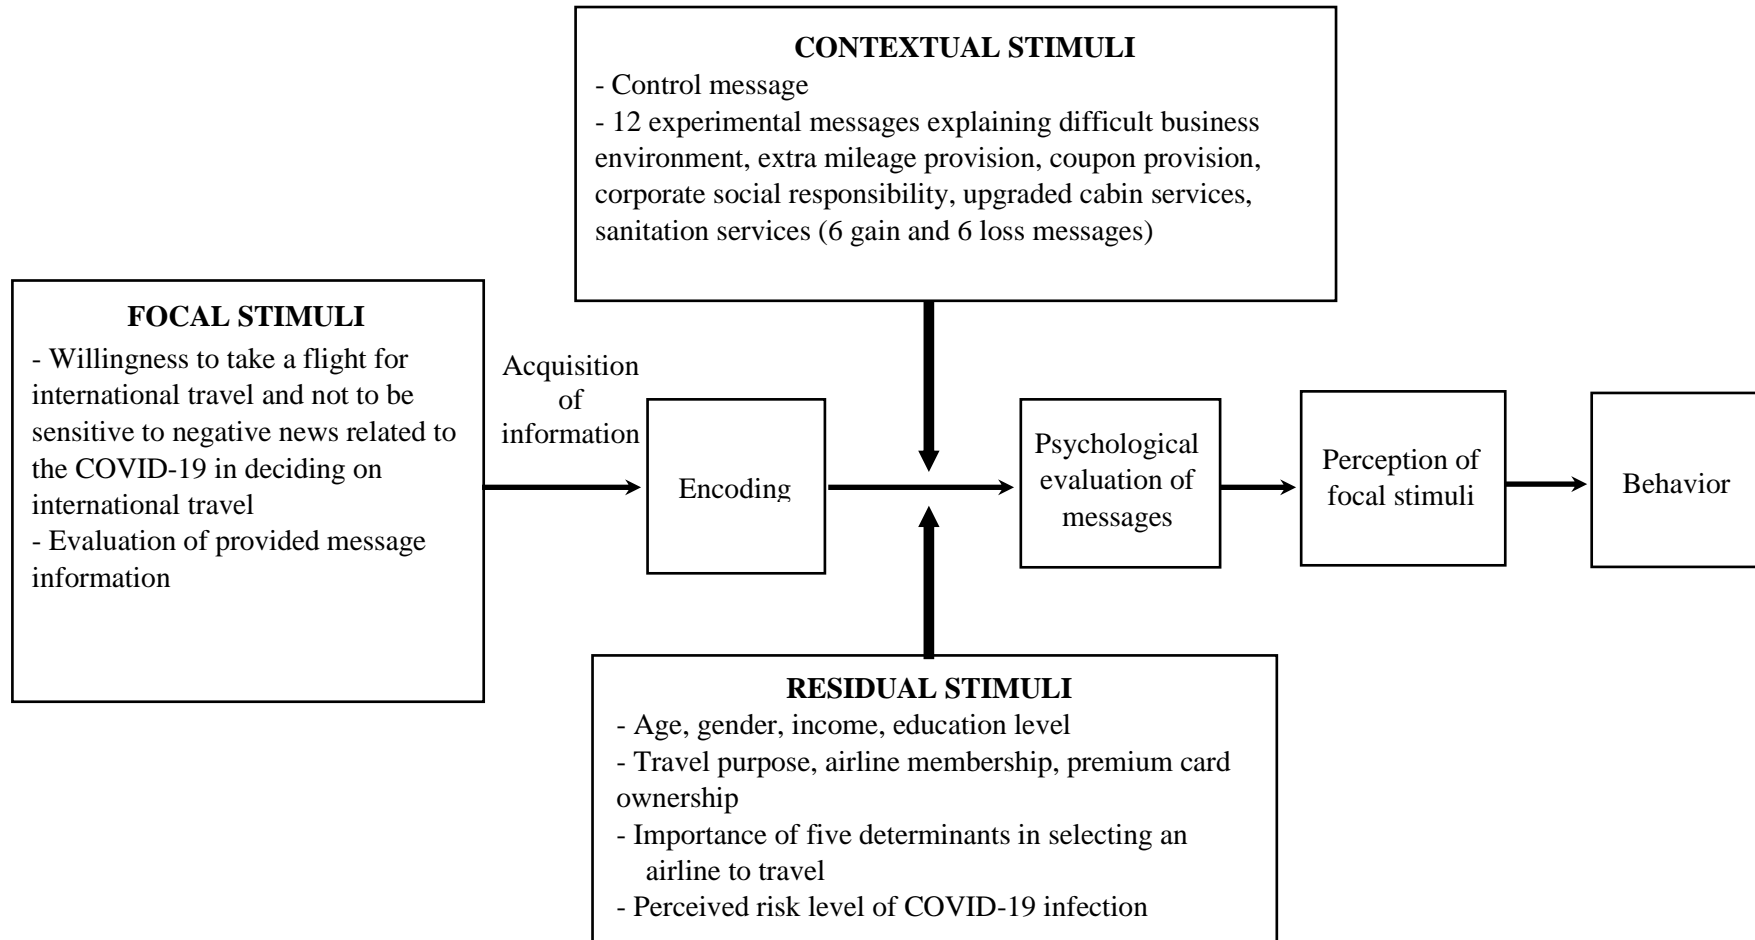 CONTEXTUAL STIMULI
- Control message
- 12 experimental messages explaining difficult business
environment, extra mileage provision, coupon provision,
corporate social responsibility, upgraded cabin services,
sanitation services (6 gain and 6 loss messages)
FOCAL STIMULI
- Willingness to take a flight for
international travel and not to be
sensitive to negative news related to
the COVID-19 in deciding on
international travel
- Evaluation of provided message
information
Acquisition
of
information
Encoding
Psychological
evaluation of
messages
Perception of
focal stimuli
Behavior
RESIDUAL STIMULI
- Age, gender, income, education level
- Travel purpose, airline membership, premium card
ownership
- Importance of five determinants in selecting an
airline to travel
- Perceived risk level of COVID-19 infection